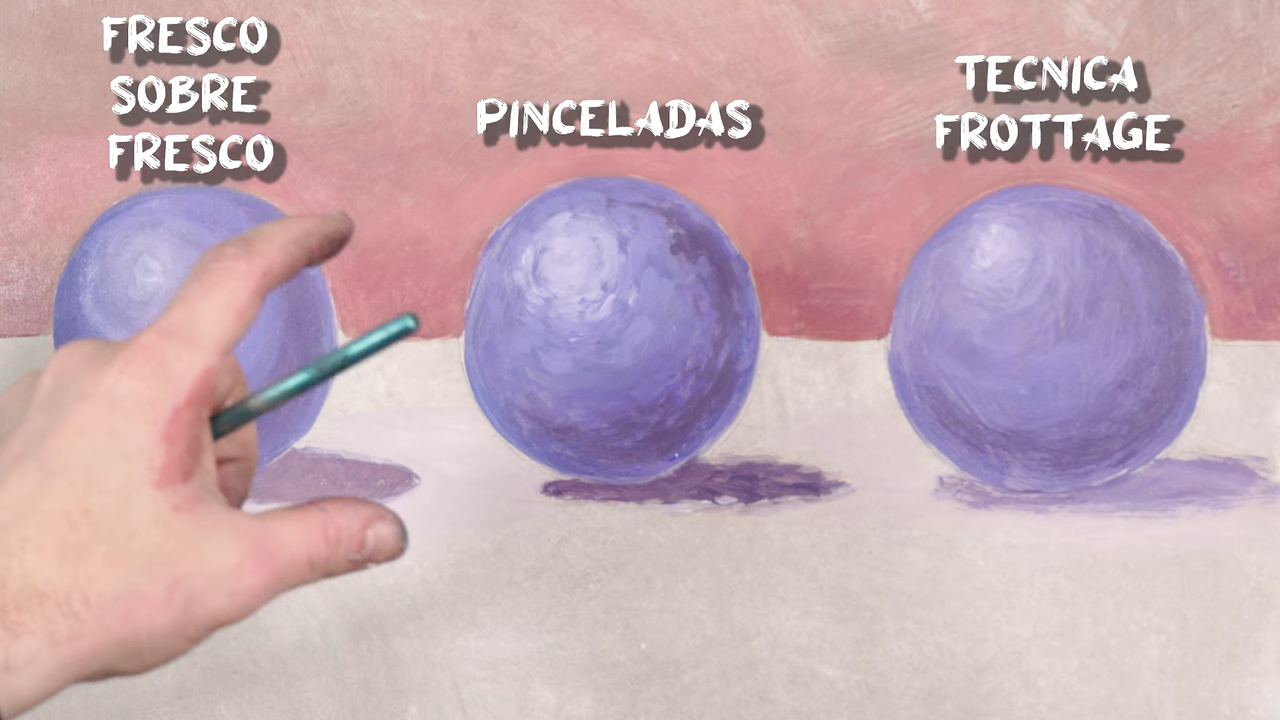 FRESCO
SOBRE
FRESCO
PINCELADAS
TECNICA
FROTTAGE